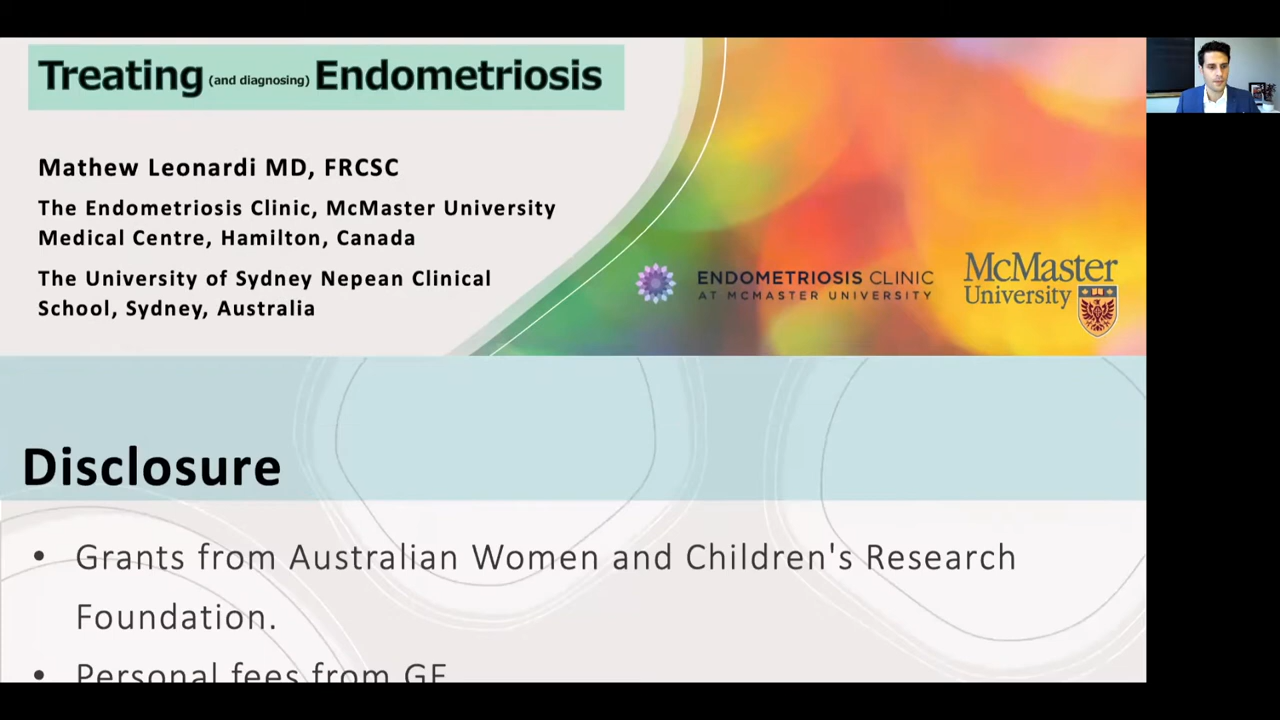 Treating (and diagnosing) Endometriosis
Mathew Leonardi MD, FRCSC
The Endometriosis Clinic, McMaster University
Medical Centre, Hamilton, Canada
The University of Sydney Nepean Clinical
School, Sydney, Australia
ENDOMETRIOSIS CLINIC
AT MCMASTER UNIVERSITY
McMaster
University
Disclosure
• Grants from Australian Women and Children's Research
Foundation.
• Personal fees from GE